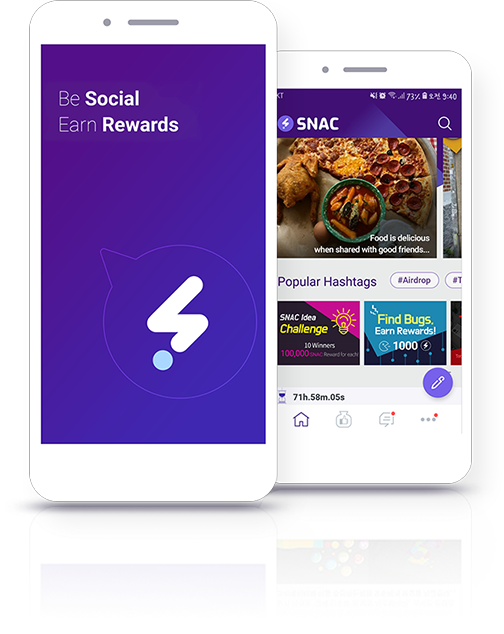 Be Social
Earn Rewards
KT
73%
오전 9:40
SNAC
Food is delicious
when shared with good friends...
Popular Hashtags
#Airdrop
#T
SNAC Idea
Challenge
10 Winners
100,000 SNAC Reward for each
Find Bugs,
Earn Rewards!
1000
71h.58m.05s